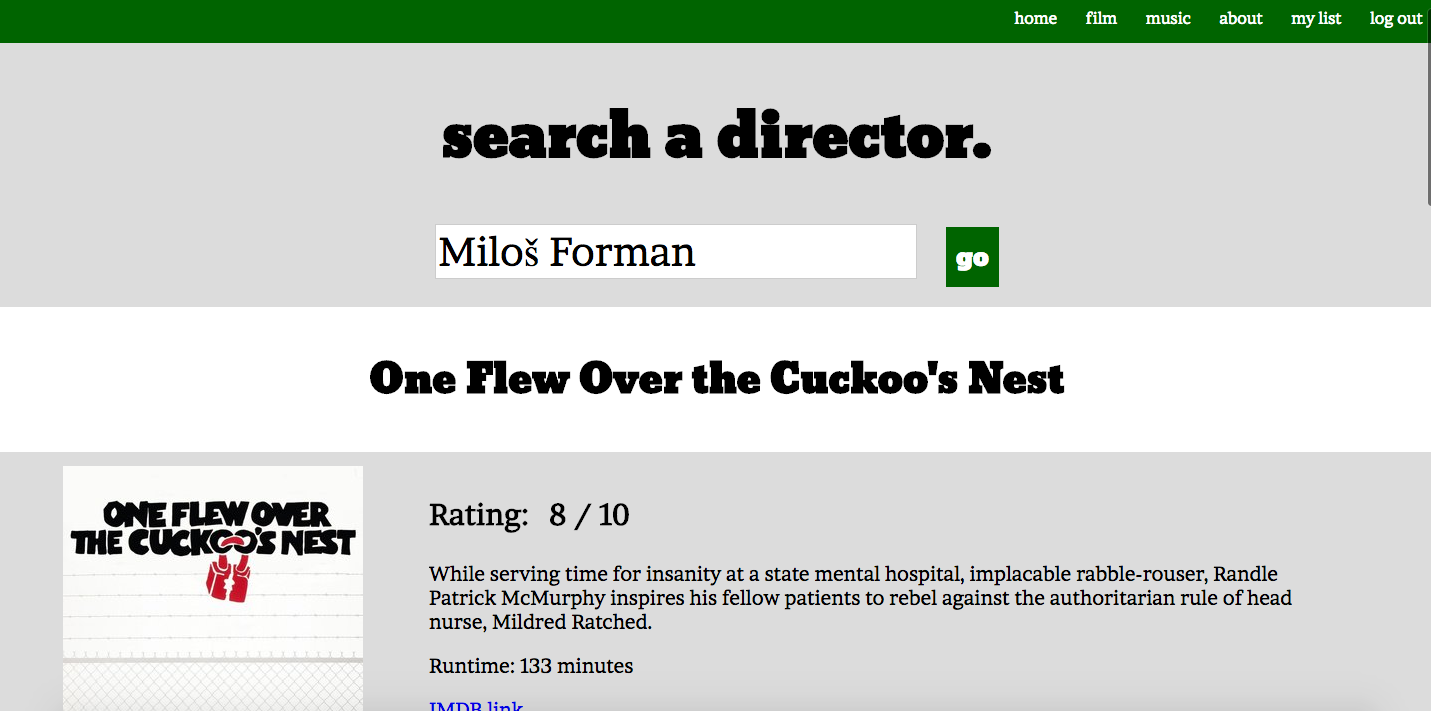 home film music about my list log out
search a director.
Miloš Forman
go
One Flew Over the Cuckoo's Nest
ONE FLEW OVER
THE CUCKOO'S NEST
Rating: 8 / 10
While serving time for insanity at a state mental hospital, implacable rabble-rouser, Randle
Patrick McMurphy inspires his fellow patients to rebel against the authoritarian rule of head
nurse, Mildred Ratched.
Runtime: 133 minutes
IMDB link